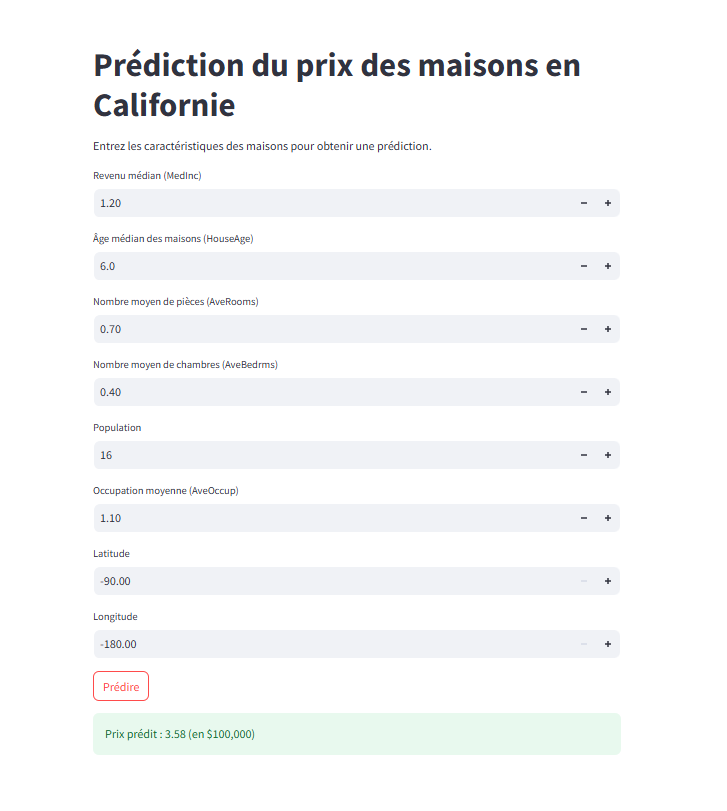 Prédiction du prix des maisons en
Californie
Entrez les caractéristiques des maisons pour obtenir une prédiction.
Revenu médian (MedInc)
1.20
Âge médian des maisons (HouseAge)
6.0
Nombre moyen de pièces (AveRooms)
0.70
Nombre moyen de chambres (AveBedrms)
0.40
Population
16
Occupation moyenne (AveOccup)
1.10
Latitude
-90.00
Longitude
-180.00
Prédire
Prix prédit : 3.58 (en $100,000)